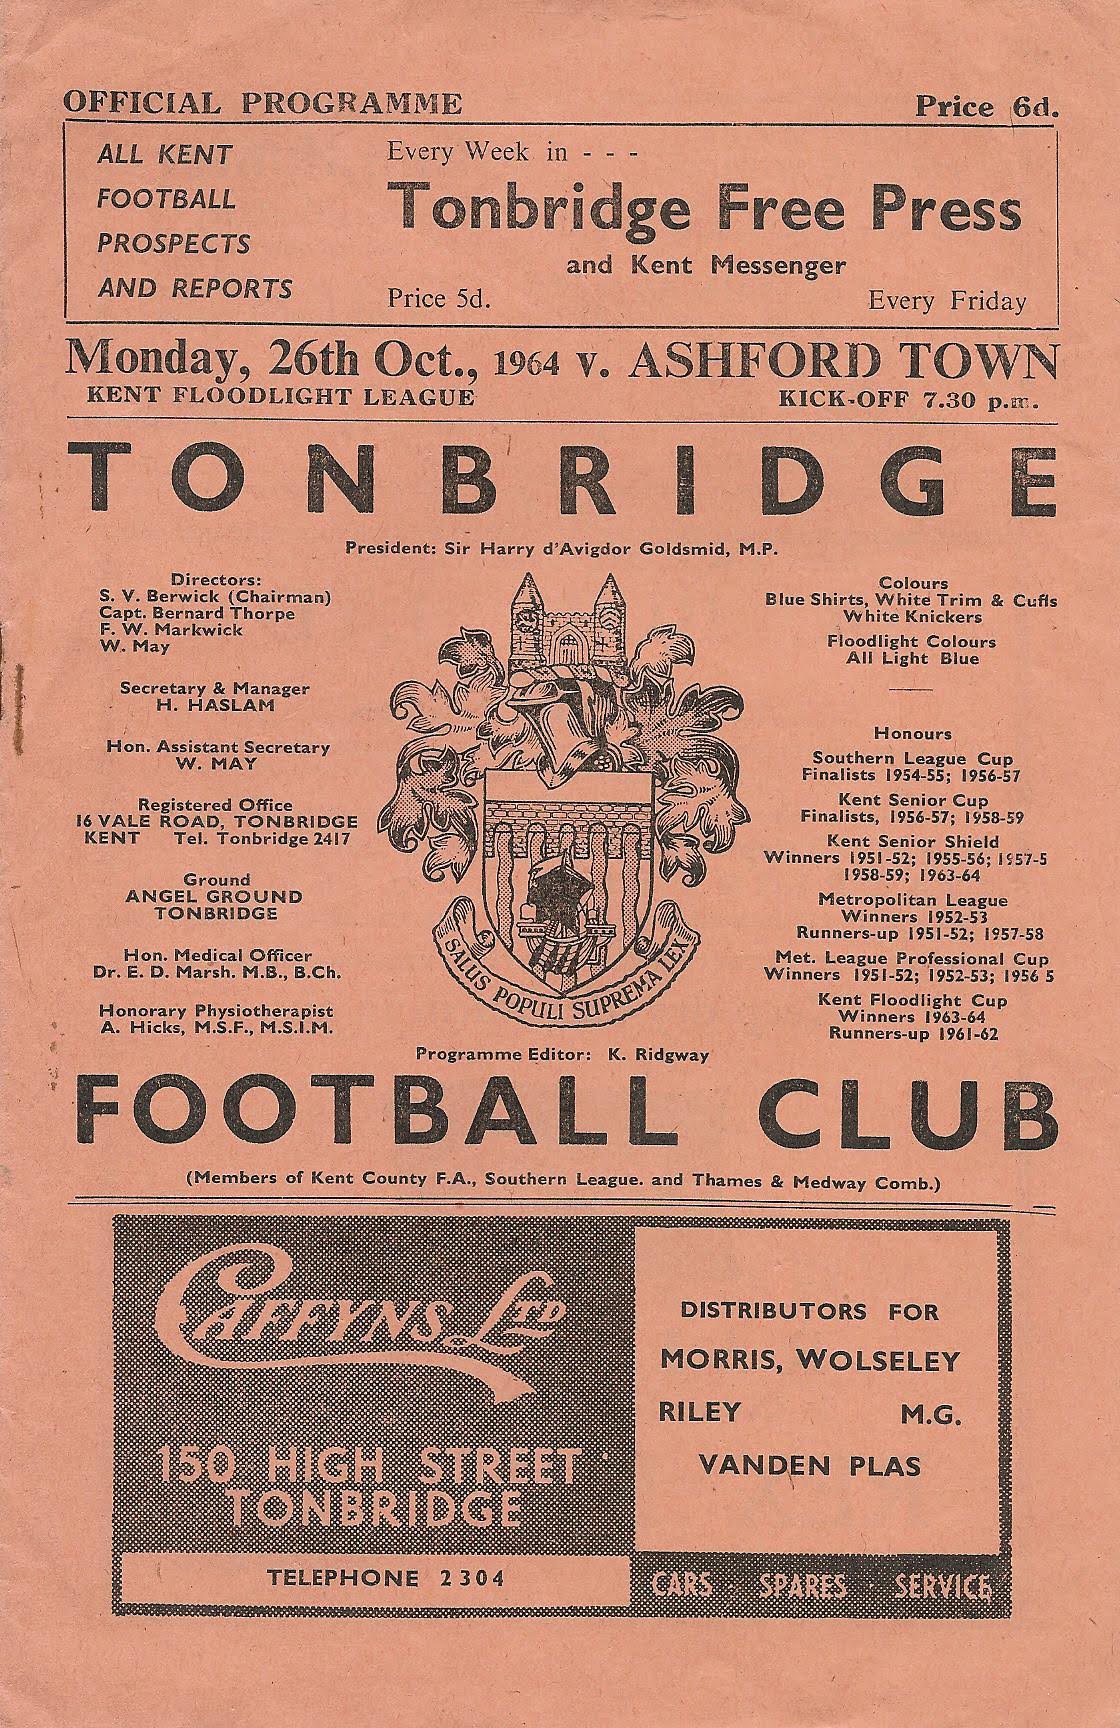 OFFICIAL PROGRAMME Price 6d.
ALL KENT
FOOTBALL
PROSPECTS
AND REPORTS
Every Week in - - -
Tonbridge Free Press
and Kent Messenger
Price 5d. Every Friday
Monday, 26th Oct., 1964 v. ASHFORD TOWN
KENT FLOODLIGHT LEAGUE KICK-OFF 7.30 p.m.
TONBRIDGE
President: Sir Harry d'Avigdor Goldsmid, M.P.
Directors:
S. V. Berwick (Chairman)
Capt. Bernard Thorpe
F. W. Markwick
W. May
Secretary & Manager
H. HASLAM
Hon. Assistant Secretary
W. MAY
Registered Office
16 VALE ROAD, TONBRIDGE
KENT Tel. Tonbridge 2417
Ground
ANGEL GROUND
TONBRIDGE
Hon. Medical Officer
Dr. E. D. Marsh. M.B., B.Ch.
Honorary Physiotherapist
A. Hicks, M.S.F., M.S.I.M.
SALUS POPULI SUPREMA LEX
Colours
Blue Shirts, White Trim & Cuffs
White Knickers
Floodlight Colours
All Light Blue
Honours
Southern League Cup
Finalists 1954-55; 1956-57
Kent Senior Cup
Finalists, 1956-57; 1958-59
Kent Senior Shield
Winners 1951-52; 1955-56; 1957-5
1958-59; 1963-64
Metropolitan League
Winners 1952-53
Runners-up 1951-52; 1957-58
Met. League Professional Cup
Winners 1951-52; 1952-53; 1956 5
Kent Floodlight Cup
Winners 1963-64
Runners-up 1961-62
Programme Editor: K. Ridgway
FOOTBALL CLUB
(Members of Kent County F.A., Southern League. and Thames & Medway Comb.)
CAFFYNS LTD
150 HIGH STREET
TONBRIDGE
TELEPHONE 2304
DISTRIBUTORS FOR
MORRIS, WOLSELEY
RILEY M.G.
VANDEN PLAS
CARS · SPARES · SERVICE